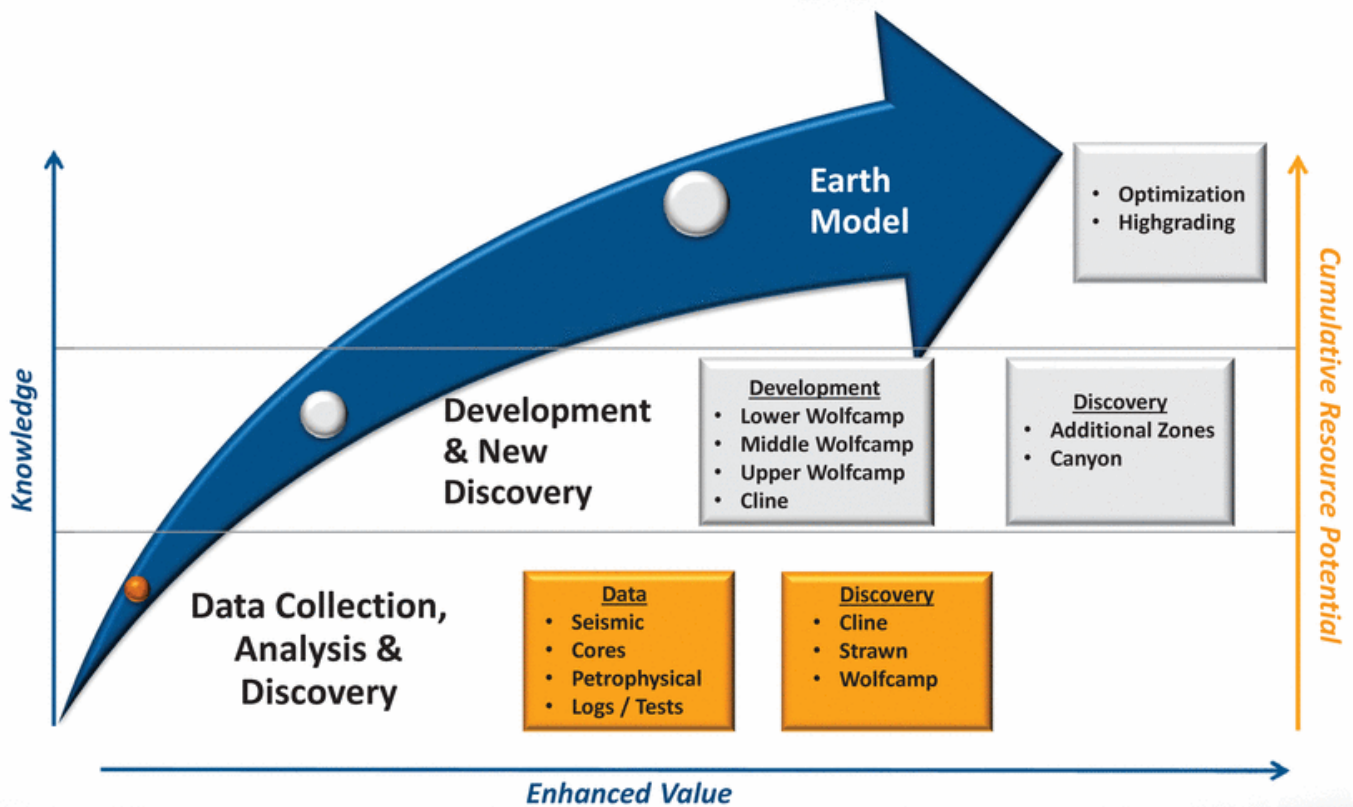 Earth
Model
• Optimization
• Highgrading
Knowledge
Cumulative Resource Potential
Development
& New
Discovery
Development
• Lower Wolfcamp
• Middle Wolfcamp
• Upper Wolfcamp
• Cline
Discovery
• Additional Zones
• Canyon
Data Collection,
Analysis &
Discovery
Data
• Seismic
• Cores
• Petrophysical
• Logs / Tests
Discovery
• Cline
• Strawn
• Wolfcamp
Enhanced Value